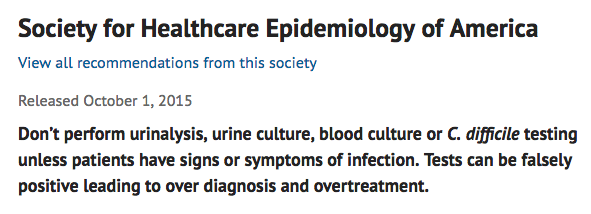 Society for Healthcare Epidemiology of America
View all recommendations from this society
Released October 1, 2015
Don't perform urinalysis, urine culture, blood culture or C. difficile testing
unless patients have signs or symptoms of infection. Tests can be falsely
positive leading to over diagnosis and overtreatment.